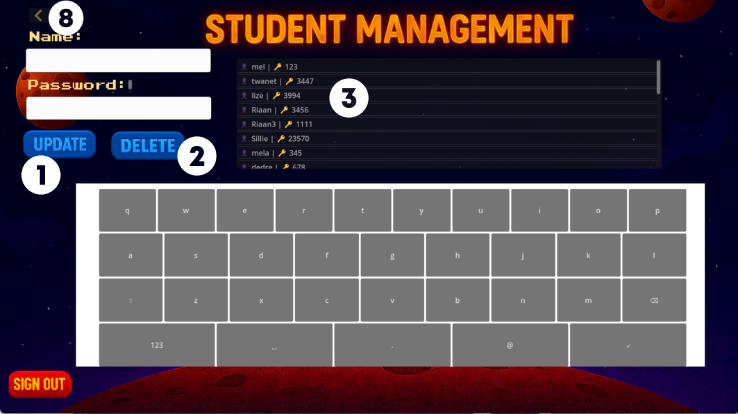 8
STUDENT MANAGEMENT
Name:
Password:
mel | 123
twanet | 3447
lize | 3994
Riaan | 3456
Riaan3 | 1111
Sillie | 23570
mela | 345
dedre | 678
3
UPDATE
DELETE
1
2
q w e r t y u i o p
a s d f g h j k l
z x c v b n m
123 . @
SIGN OUT